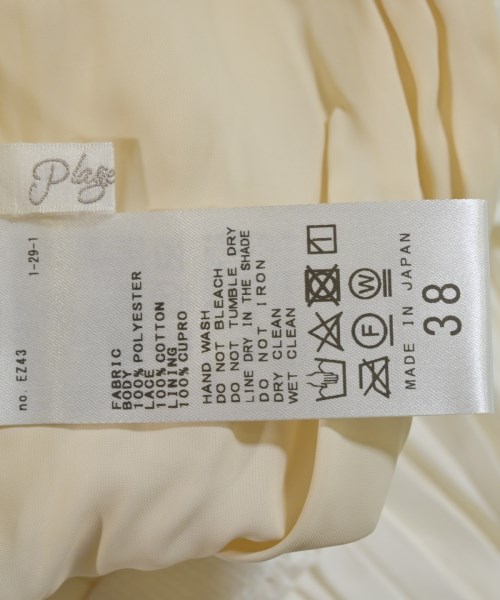 Plage
no. EZ43
1-29-1
FABRIC
BODY
100% POLYESTER
LACE
100% COTTON
LINING
100% CUPRO
HAND WASH
DO NOT BLEACH
DO NOT TUMBLE DRY
LINE DRY IN THE SHADE
DO NOT IRON
DRY CLEAN
WET CLEAN
F
W
MADE IN JAPAN
38